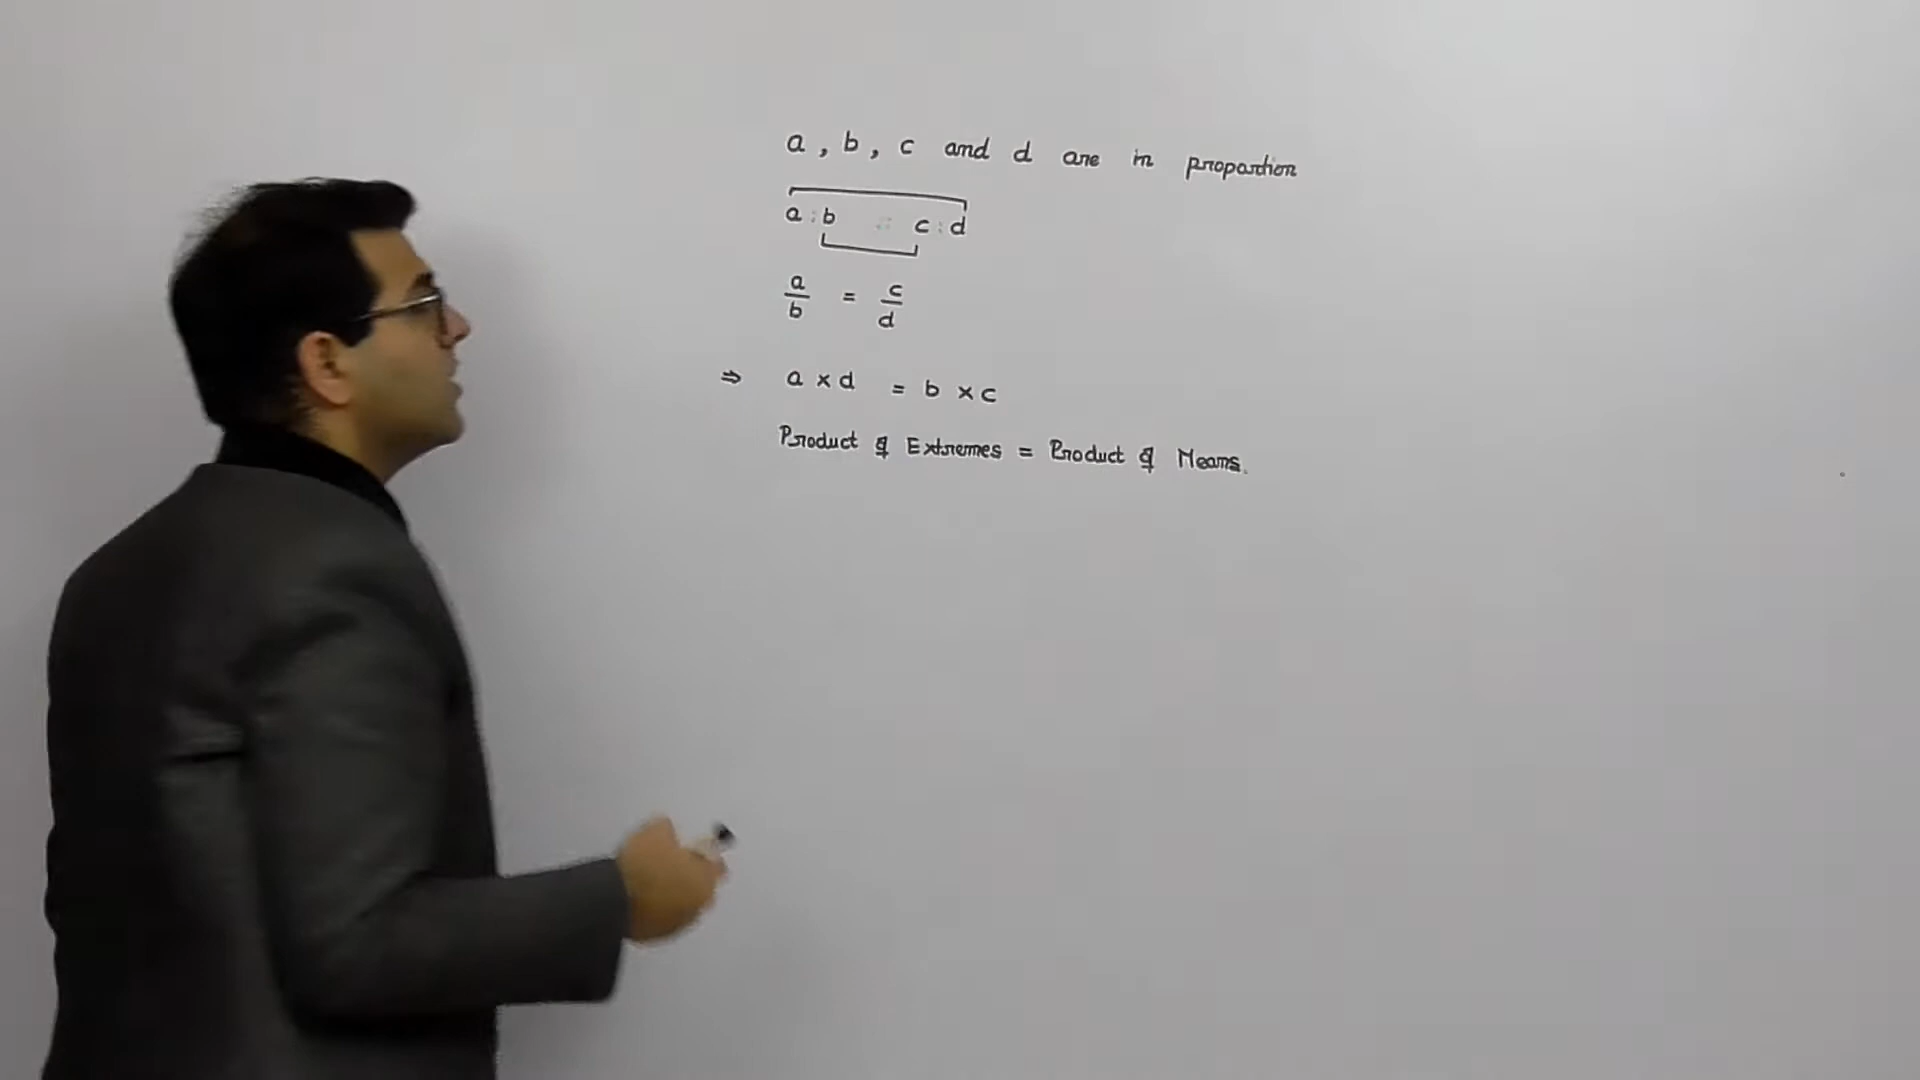 a, b, c and d are in proportion
a : b :: c : d
a/b = c/d
⇒ a × d = b × c
Product of Extremes = Product of Means.